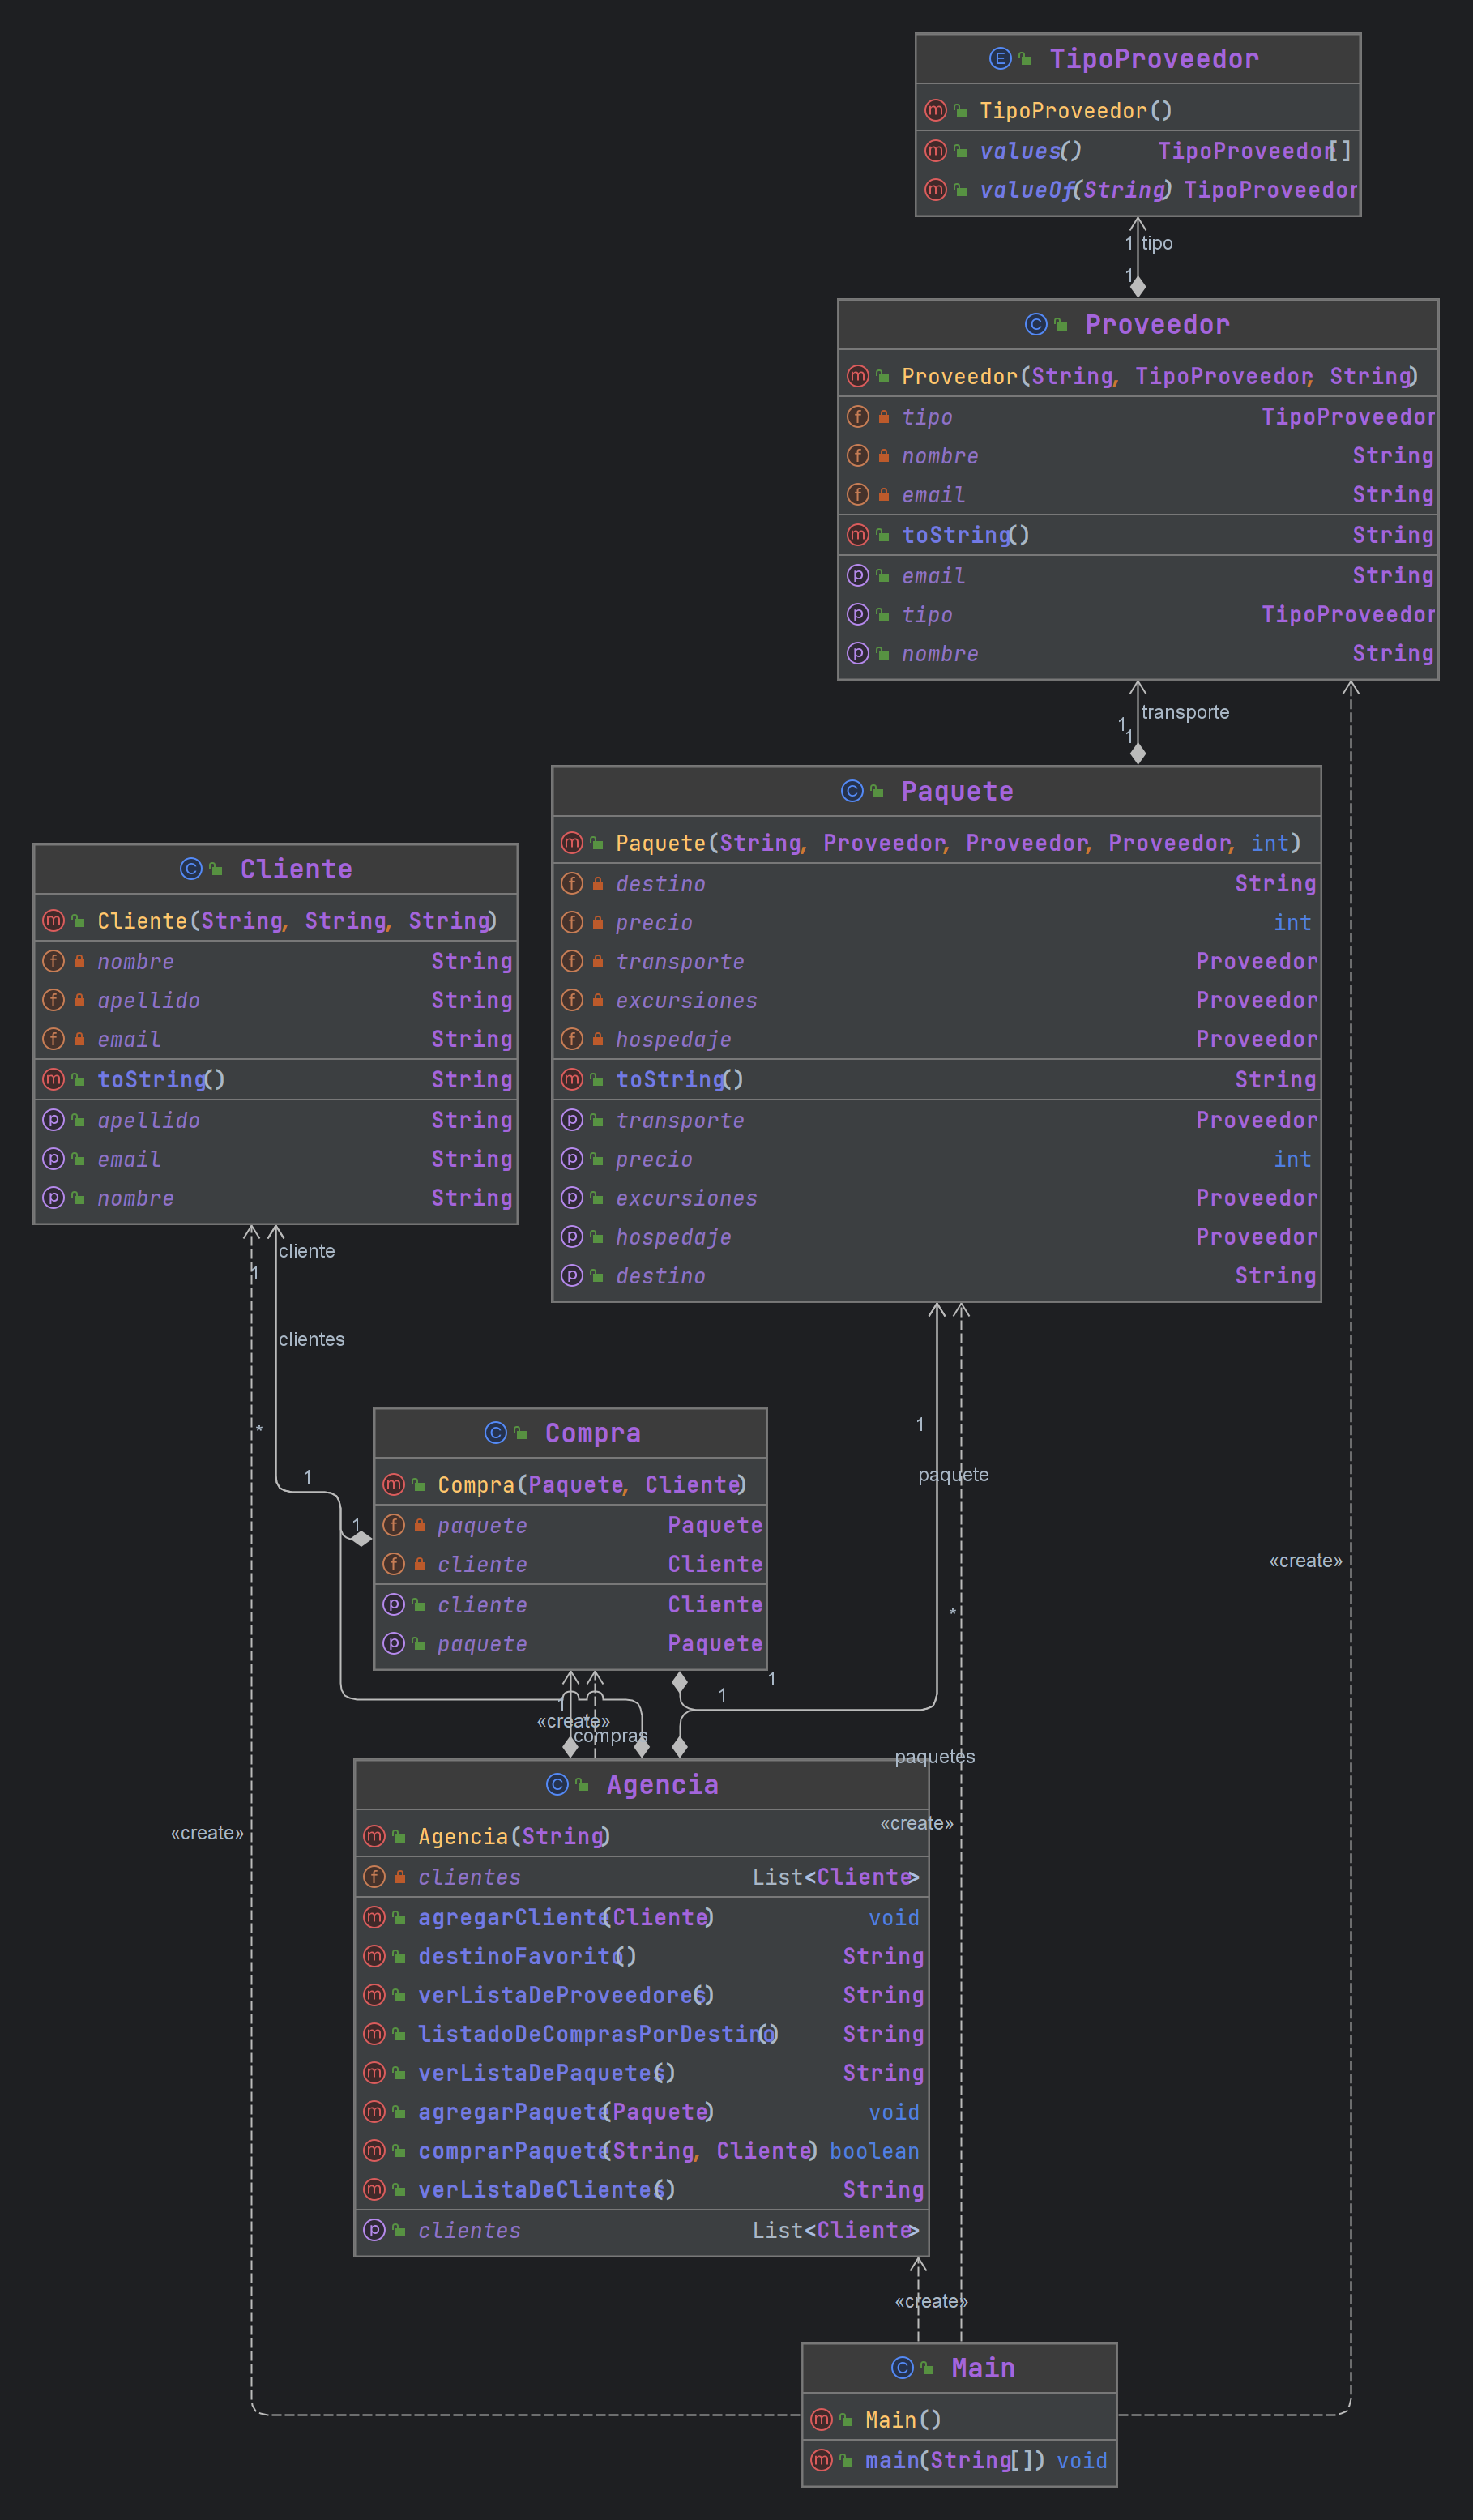 TipoProveedor
TipoProveedor()
values() TipoProveedor[]
valueOf(String) TipoProveedor
1 tipo
1
Proveedor
Proveedor(String, TipoProveedor, String)
tipo TipoProveedor
nombre String
email String
toString() String
email String
tipo TipoProveedor
nombre String
transporte
1
1
Paquete
Paquete(String, Proveedor, Proveedor, Proveedor, int)
destino String
precio int
transporte Proveedor
excursiones Proveedor
hospedaje Proveedor
toString() String
transporte Proveedor
precio int
excursiones Proveedor
hospedaje Proveedor
destino String
Cliente
Cliente(String, String, String)
nombre String
apellido String
email String
toString() String
apellido String
email String
nombre String
cliente
1
clientes
*
1
1
Compra
Compra(Paquete, Cliente)
paquete Paquete
cliente Cliente
cliente Cliente
paquete Paquete
1
paquete
«create»
*
1
1
1
«create» *
compras
paquetes
«create»
«create»
Agencia
Agencia(String)
clientes List<Cliente>
agregarCliente(Cliente) void
destinoFavorito() String
verListaDeProveedores() String
listadoDeComprasPorDestino() String
verListaDePaquetes() String
agregarPaquete(Paquete) void
comprarPaquete(String, Cliente) boolean
verListaDeClientes() String
clientes List<Cliente>
«create»
Main
Main()
main(String[]) void